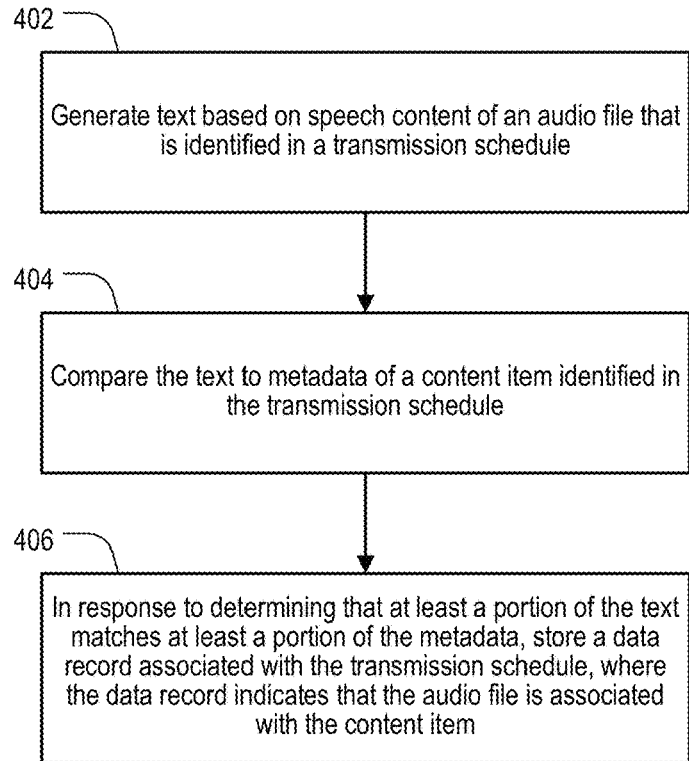 402
Generate text based on speech content of an audio file that
is identified in a transmission schedule
404
Compare the text to metadata of a content item identified in
the transmission schedule
406
In response to determining that at least a portion of the text
matches at least a portion of the metadata, store a data
record associated with the transmission schedule, where
the data record indicates that the audio file is associated
with the content item